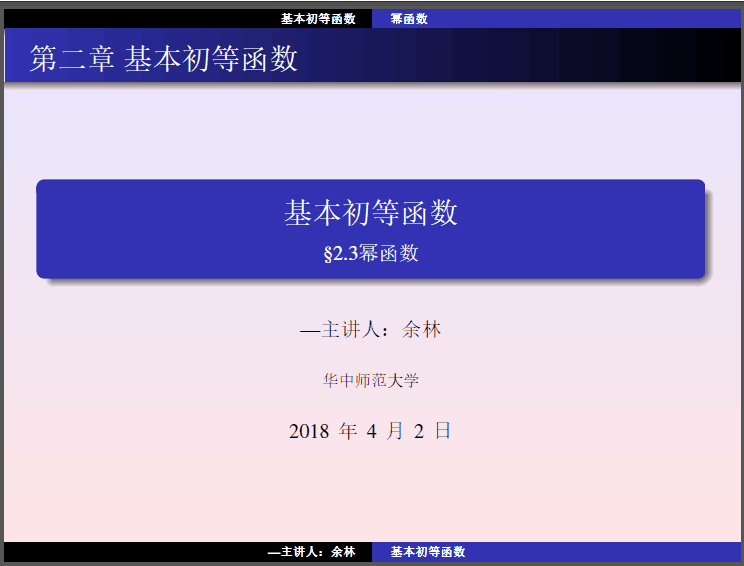 基本初等函数 幂函数
第二章 基本初等函数
基本初等函数
§2.3幂函数
—主讲人：余林
华中师范大学
2018 年 4 月 2 日
—主讲人：余林 基本初等函数